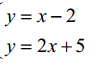 y = x − 2
y = 2x + 5